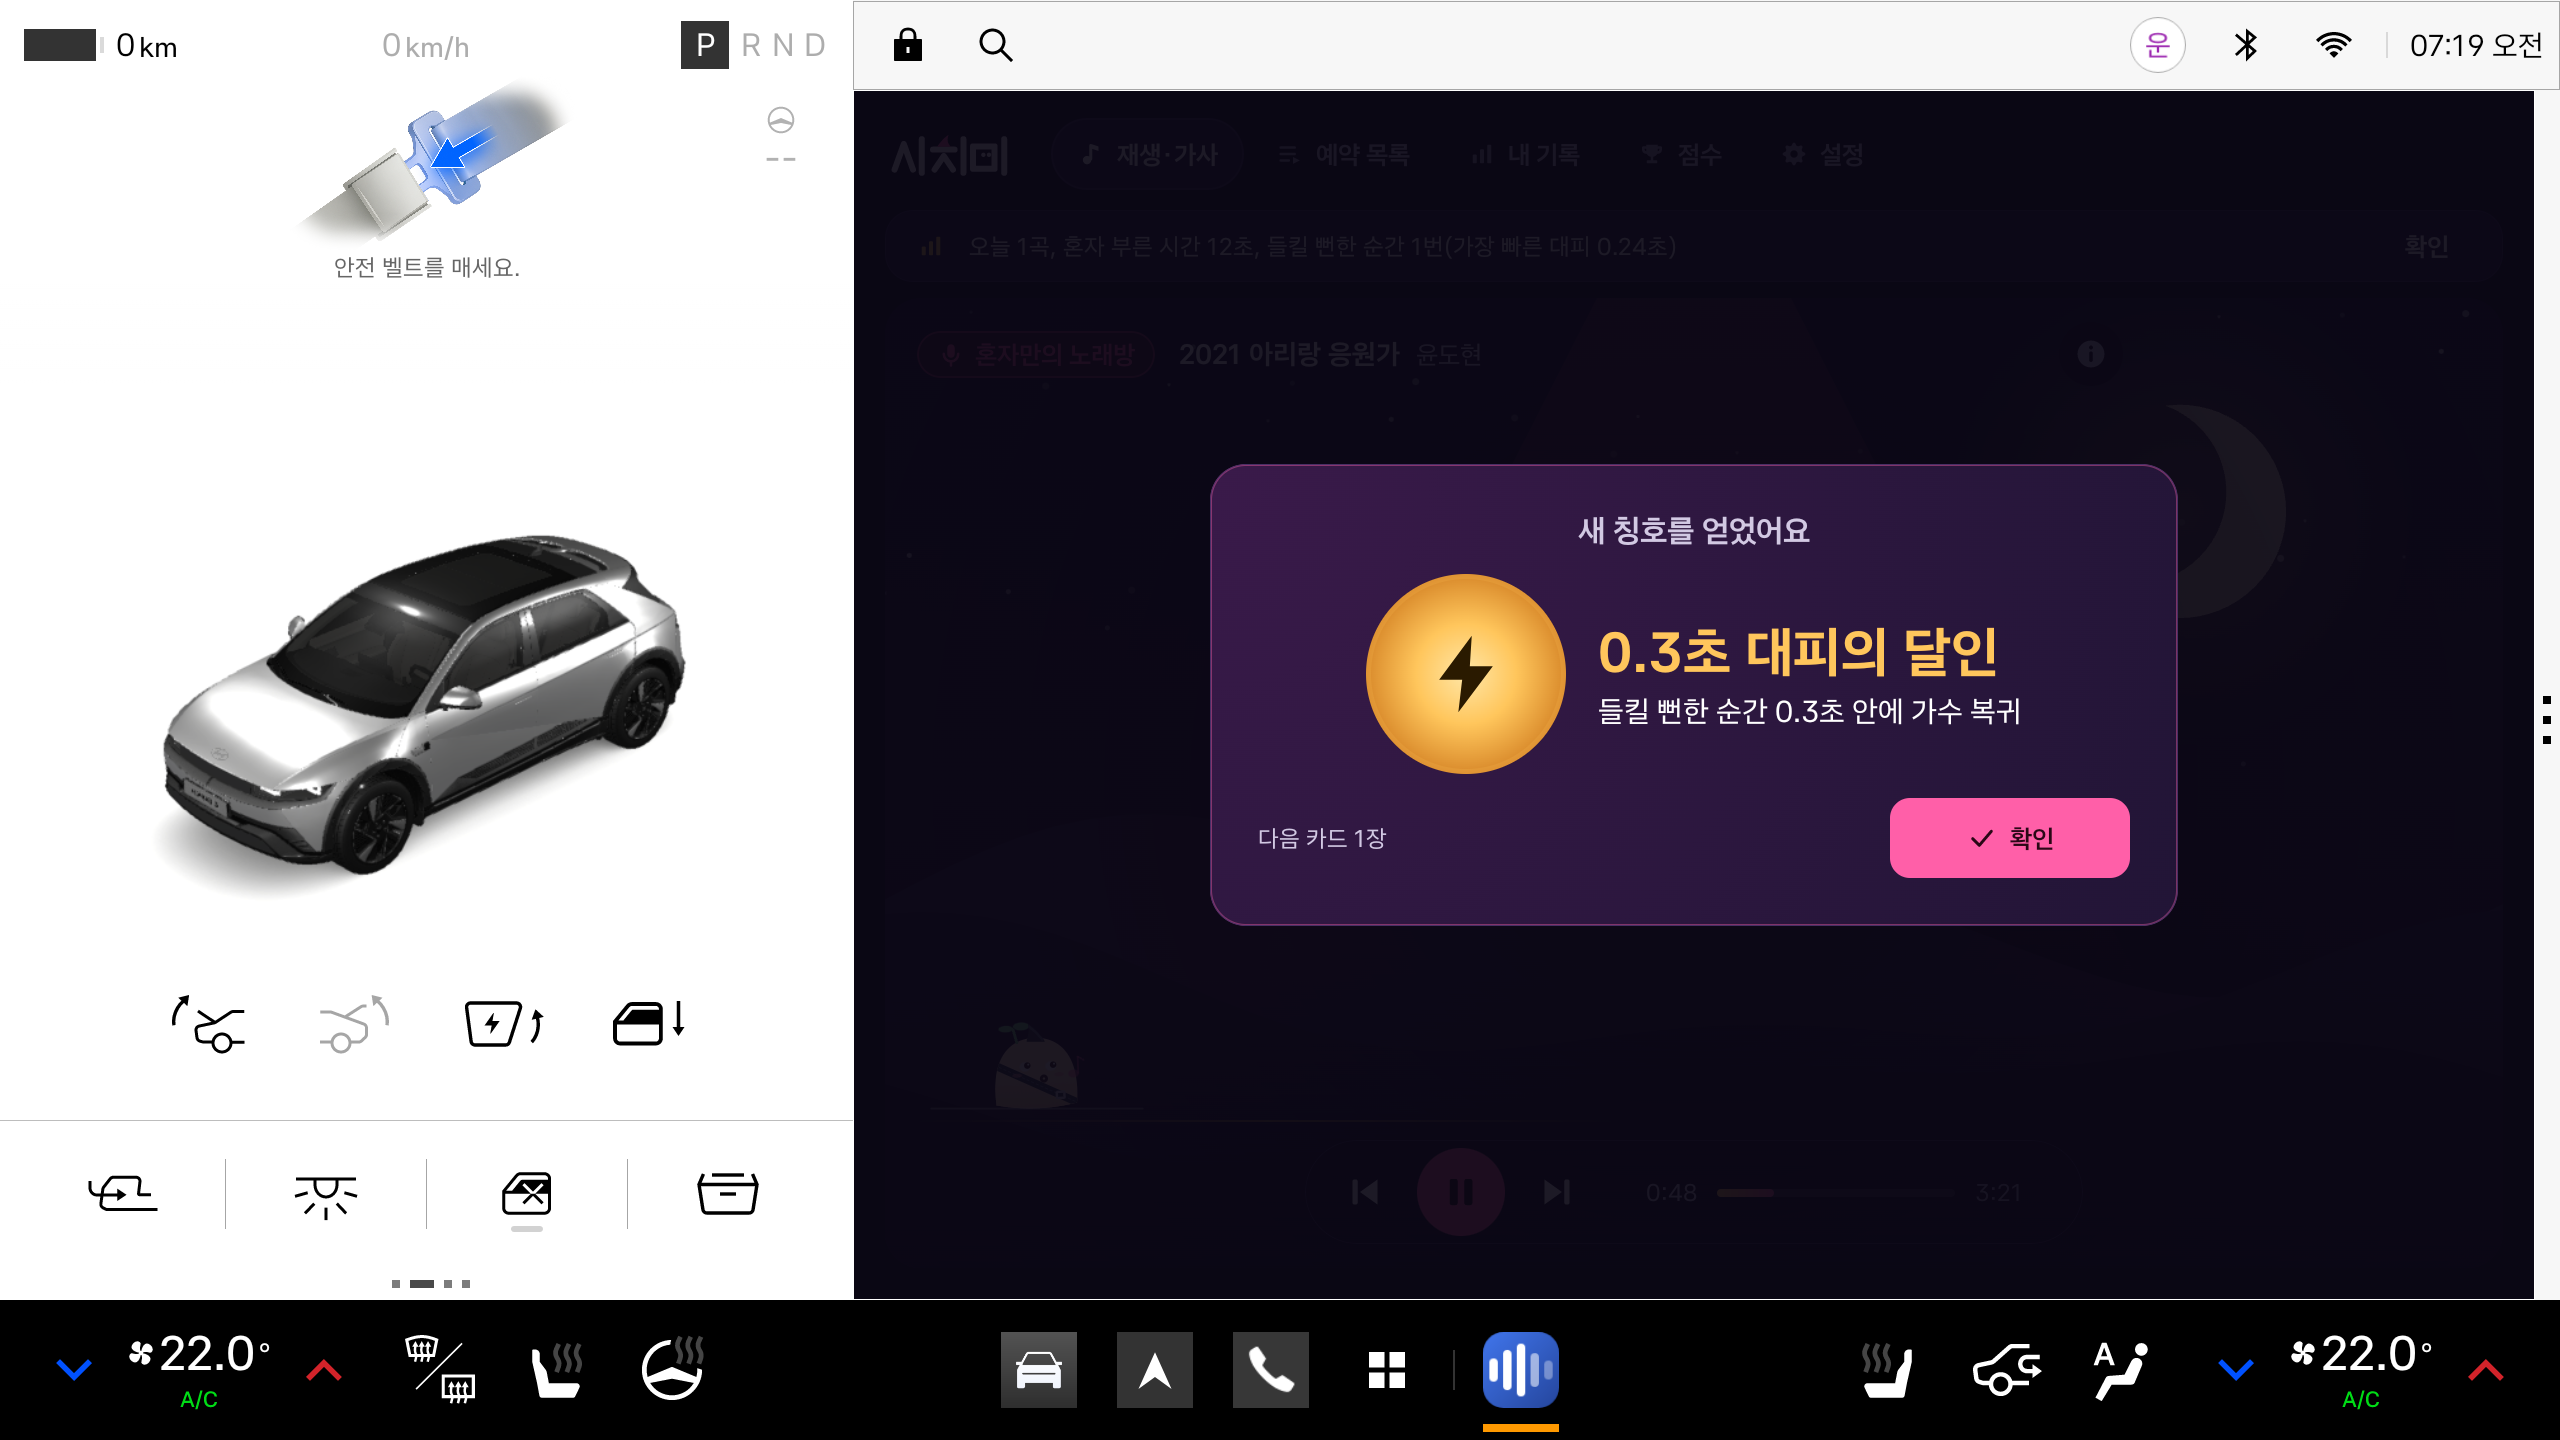 0 km
0 km/h
P R N D
운
07:19 오전
안전 벨트를 매세요.
--
시치미
재생·가사
예약 목록
내 기록
점수
설정
오늘 1곡, 혼자 부른 시간 12초, 들킬 뻔한 순간 1번(가장 빠른 대피 0.24초)
확인
혼자만의 노래방
2021 아리랑 응원가 윤도현
새 칭호를 얻었어요
0.3초 대피의 달인
들킬 뻔한 순간 0.3초 안에 가수 복귀
다음 카드 1장
확인
0:48
3:21
22.0°
A/C
A
22.0°
A/C